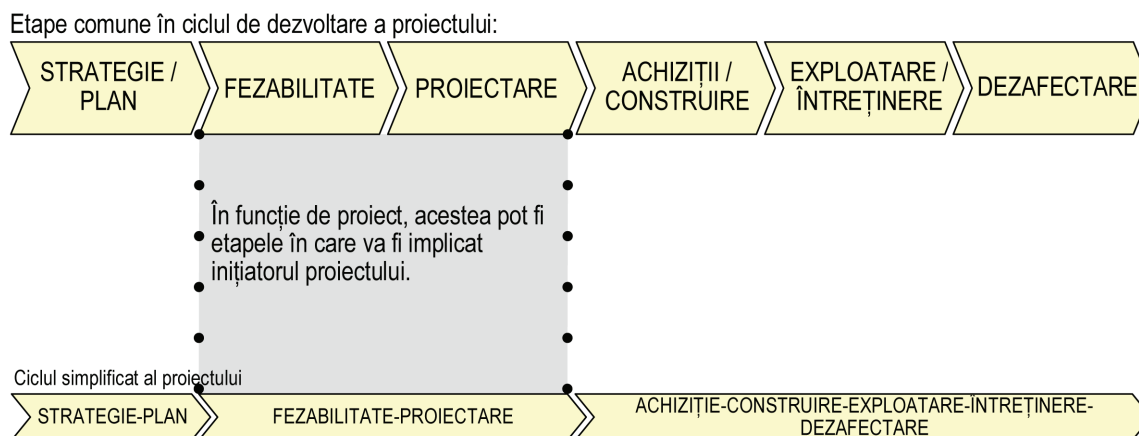 Etape comune în ciclul de dezvoltare a proiectului:
STRATEGIE /
PLAN
FEZABILITATE
PROIECTARE
ACHIZIȚII /
CONSTRUIRE
EXPLOATARE /
ÎNTREȚINERE
DEZAFECTARE
În funcție de proiect, acestea pot fi
etapele în care va fi implicat
inițiatorul proiectului.
Ciclul simplificat al proiectului
STRATEGIE-PLAN
FEZABILITATE-PROIECTARE
ACHIZIȚIE-CONSTRUIRE-EXPLOATARE-ÎNTREȚINERE-
DEZAFECTARE